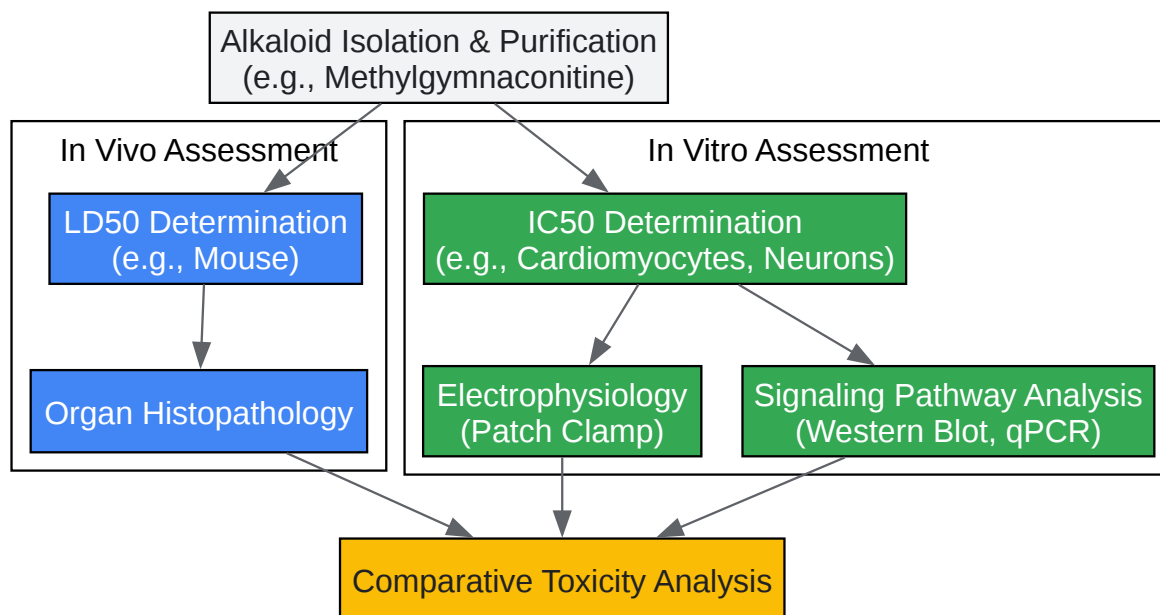 Alkaloid Isolation & Purification
(e.g., Methylgymnaconitine)
In Vivo Assessment
LD50 Determination
(e.g., Mouse)
Organ Histopathology
In Vitro Assessment
IC50 Determination
(e.g., Cardiomyocytes, Neurons)
Electrophysiology
(Patch Clamp)
Signaling Pathway Analysis
(Western Blot, qPCR)
Comparative Toxicity Analysis